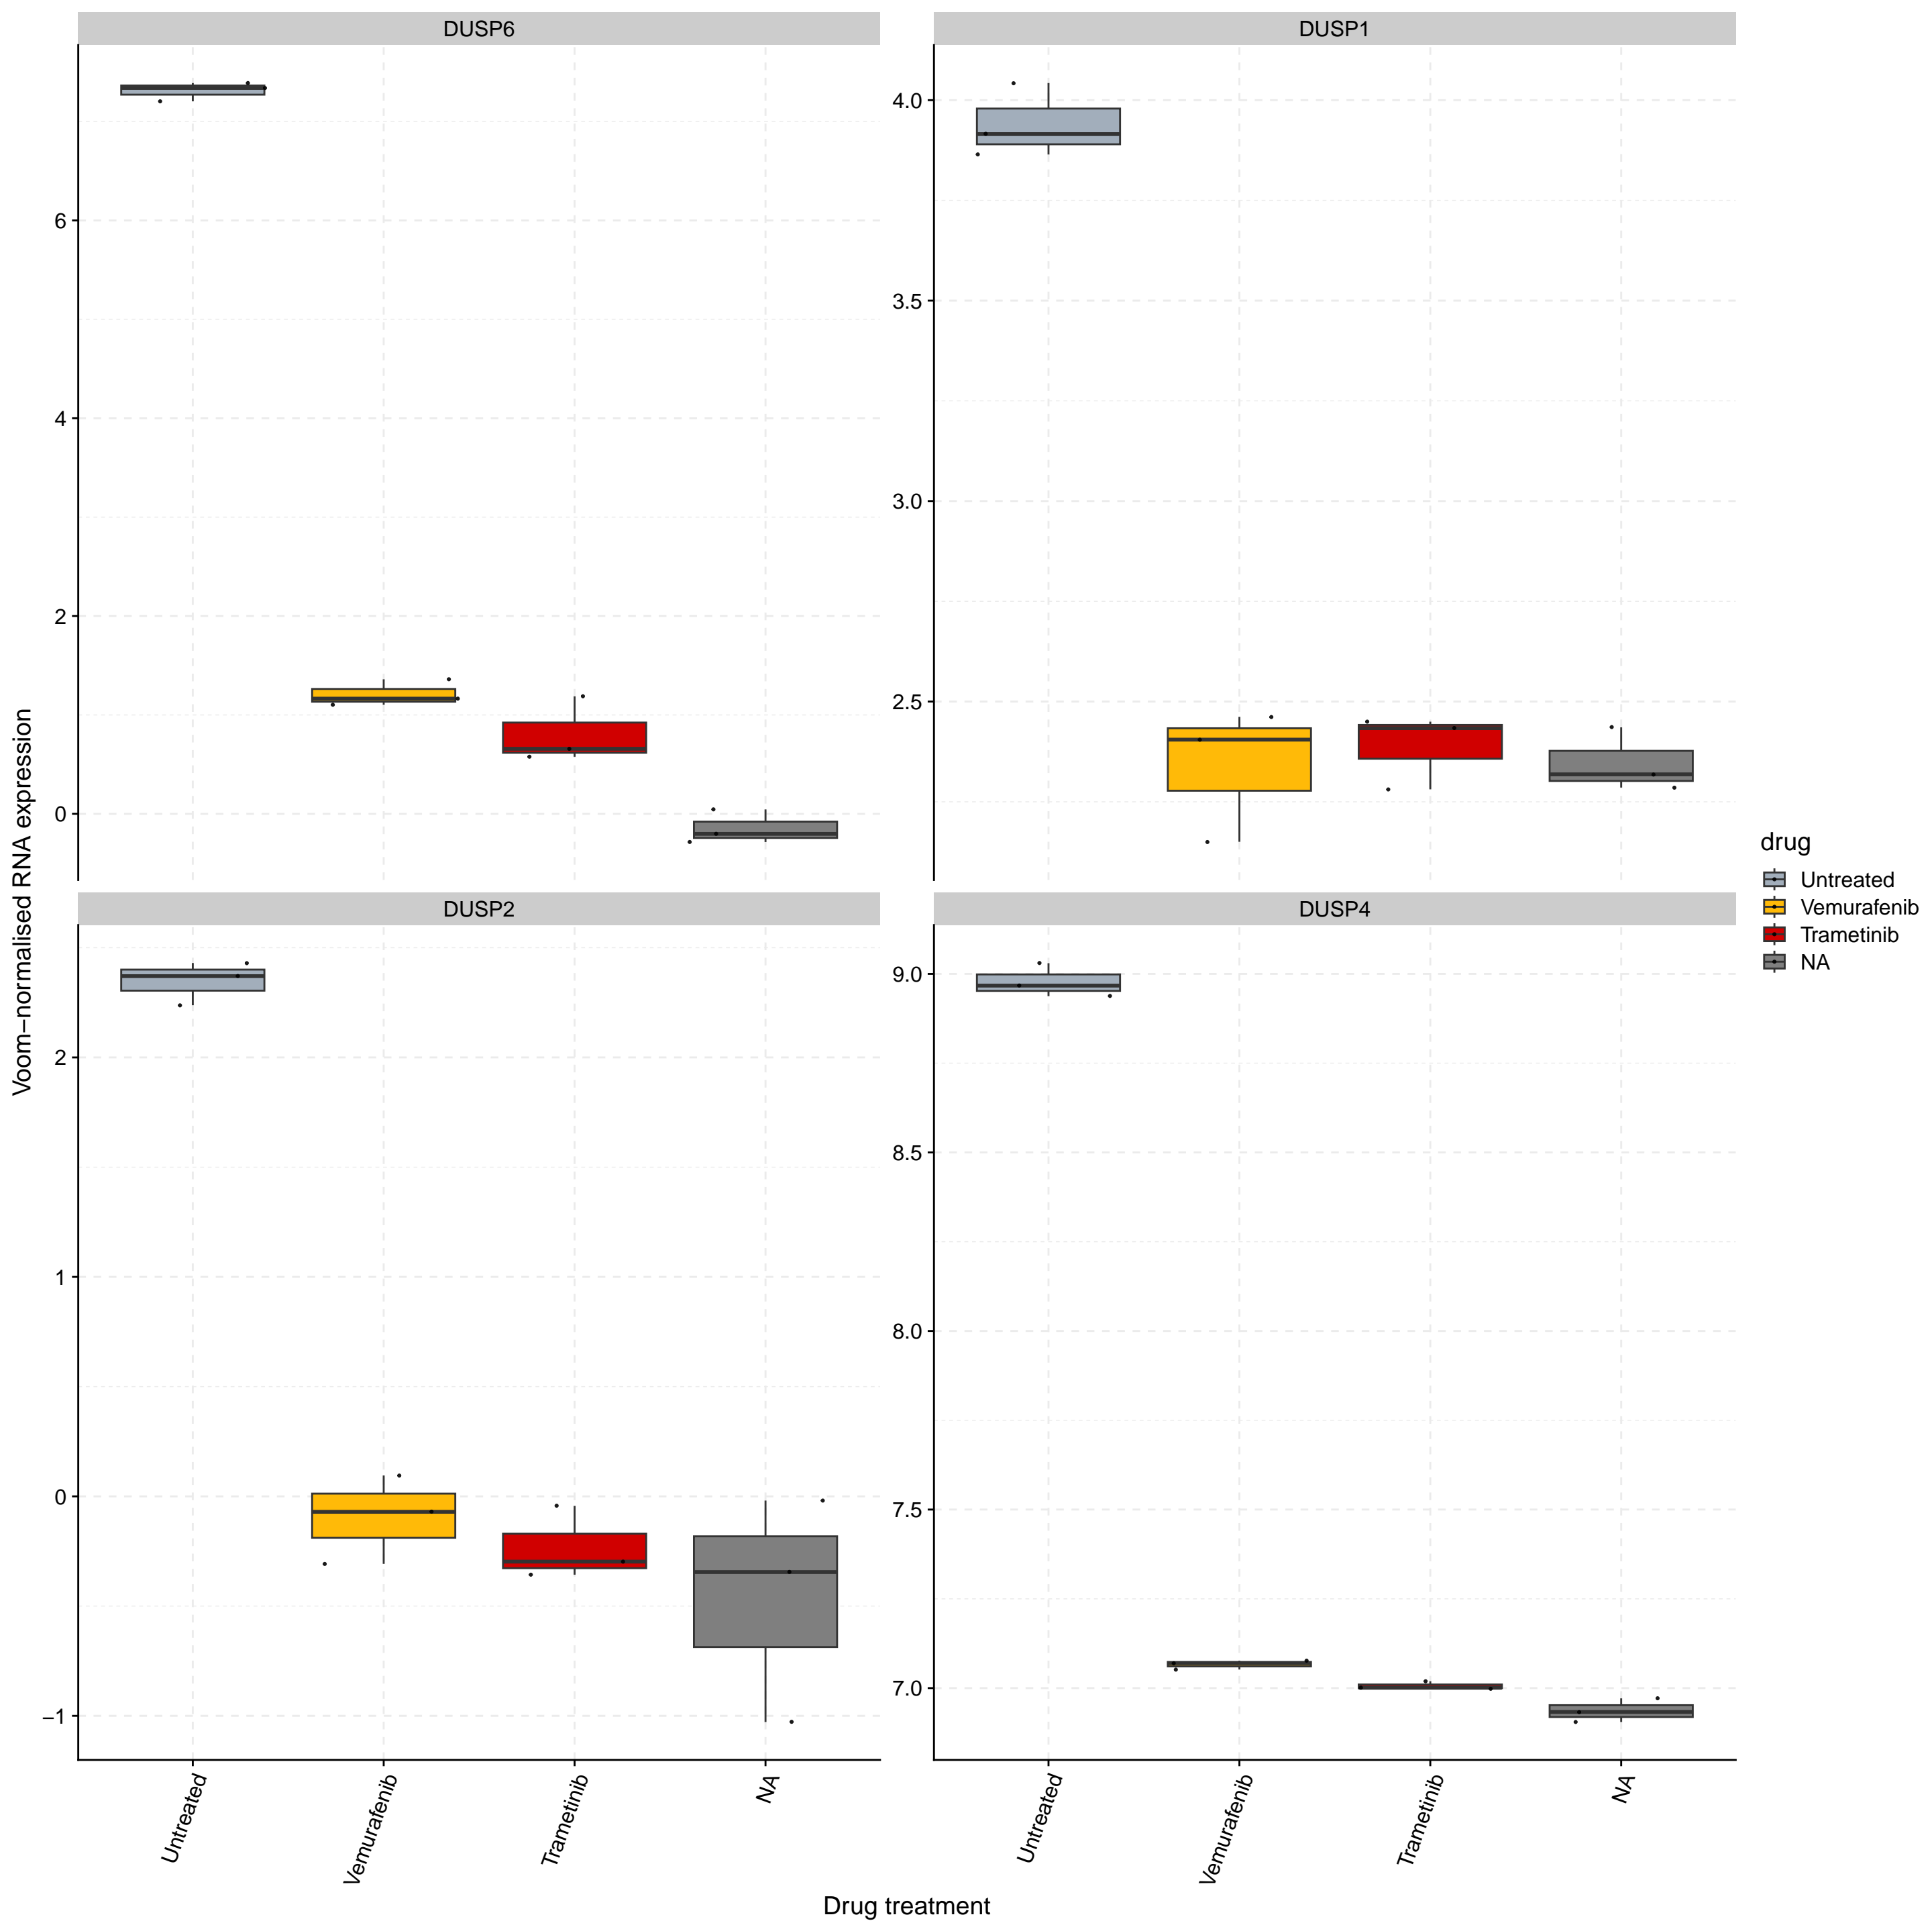 DUSP6
DUSP1
6
4
2
0
4.0
3.5
3.0
2.5
DUSP2
DUSP4
2
1
0
−1
9.0
8.5
8.0
7.5
7.0
Voom−normalised RNA expression
Untreated
Vemurafenib
Trametinib
NA
Untreated
Vemurafenib
Trametinib
NA
Drug treatment
drug
Untreated
Vemurafenib
Trametinib
NA